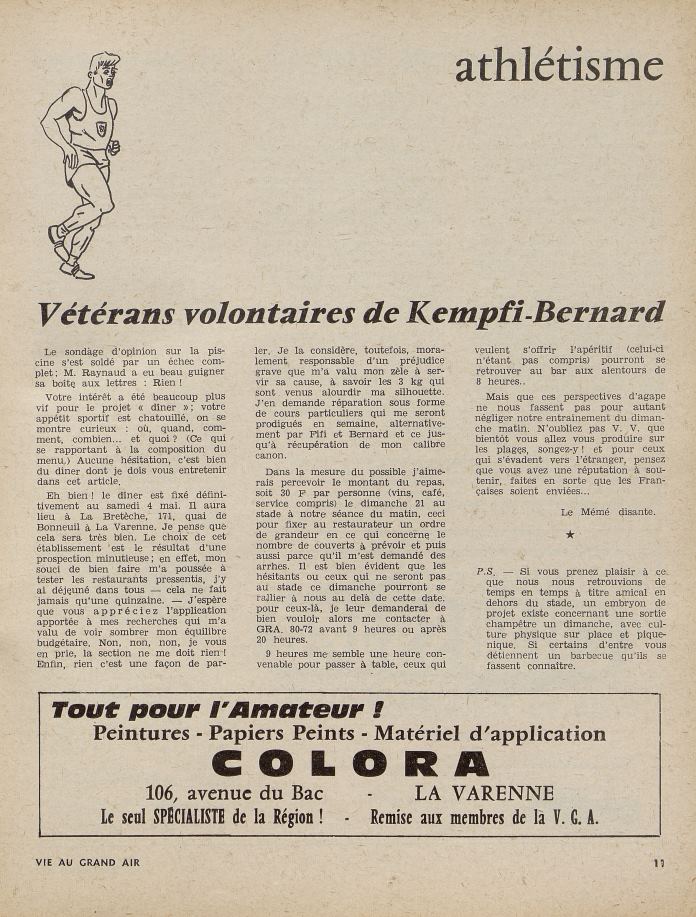 athlétisme
Vétérans volontaires de Kempfi-Bernard
Le sondage d'opinion sur la pis-
cine s'est soldé par un échec com-
plet ; M. Raynaud a eu beau guigner
sa boîte aux lettres : Rien !
Votre intérêt a été beaucoup plus
vif pour le projet « dîner » ; votre
appétit sportif est chatouillé, on se
montre curieux : où, quand, com-
ment, combien... et quoi ? (Ce qui
se rapportant à la composition du
menu.) Aucune hésitation, c'est bien
du dîner dont je dois vous entretenir
dans cet article.
Eh bien ! le dîner est fixé défini-
tivement au samedi 4 mai. Il aura
lieu à La Bretèche, 171, quai de
Bonneuil à La Varenne. Je pense que
cela sera très bien. Le choix de cet
établissement est le résultat d'une
prospection minutieuse ; en effet, mon
souci de bien faire m'a poussée à
tester les restaurants pressentis, j'y
ai déjeuné dans tous — cela ne fait
jamais qu'une quinzaine. — J'espère
que vous appréciez l'application
apportée à mes recherches qui m'a
valu de voir sombrer mon équilibre
budgétaire. Non, non, non, je vous
en prie, la section ne me doit rien !
Enfin, rien c'est une façon de par-
ler. Je la considère, toutefois, mora-
lement responsable d'un préjudice
grave que m'a valu mon zèle à ser-
vir sa cause, à savoir les 3 kg qui
sont venus alourdir ma silhouette.
J'en demande réparation sous forme
de cours particuliers qui me seront
prodigués en semaine, alternative-
ment par Fifi et Bernard et ce jus-
qu'à récupération de mon calibre
canon.
Dans la mesure du possible j'aime-
rais percevoir le montant du repas,
soit 30 F par personne (vins, café,
service compris) le dimanche 21 au
stade à notre séance du matin, ceci
pour fixer au restaurateur un ordre
de grandeur en ce qui concerne le
nombre de couverts à prévoir et puis
aussi parce qu'il m'est demandé des
arrhes. Il est bien évident que les
hésitants ou ceux qui ne seront pas
au stade ce dimanche pourront se
rallier à nous au delà de cette date,
pour ceux-là, je leur demanderai de
bien vouloir alors me contacter à
GRA. 80-72 avant 9 heures ou après
20 heures.
9 heures me semble une heure con-
venable pour passer à table, ceux qui
veulent s'offrir l'apéritif (celui-ci
n'étant pas compris) pourront se
retrouver au bar aux alentours de
8 heures..
Mais que ces perspectives d'agape
ne nous fassent pas pour autant
négliger notre entrainement du diman-
che matin. N'oubliez pas V. V. que
bientôt vous allez vous produire sur
les plages, songez-y ! et pour ceux
qui s'évadent vers l'étranger, pensez
que vous avez une réputation à sou-
tenir, faites en sorte que les Fran-
çaises soient enviées...
Le Mémé disante.
★
P.S. — Si vous prenez plaisir à ce
que nous nous retrouvions de
temps en temps à titre amical en
dehors du stade, un embryon de
projet existe concernant une sortie
champêtre un dimanche, avec cul-
ture physique sur place et pique-
nique. Si certains d'entre vous
détiennent un barbecue qu'ils se
fassent connaître.
Tout pour l'Amateur !
Peintures - Papiers Peints - Matériel d'application
COLORA
106, avenue du Bac - LA VARENNE
Le seul SPÉCIALISTE de la Région ! - Remise aux membres de la V. G. A.
VIE AU GRAND AIR 11